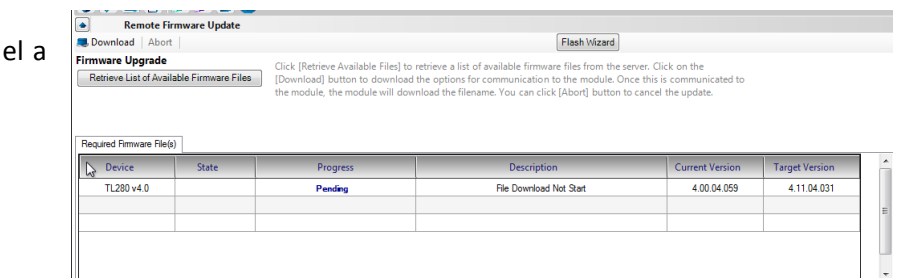 Remote Firmware Update
el a
Download Abort Flash Wizard
Firmware Upgrade
Retrieve List of Available Firmware Files
Click [Retrieve Available Files] to retrieve a list of available firmware files from the server. Click on the
[Download] button to download the options for communication to the module. Once this is communicated to
the module, the module will download the filename. You can click [Abort] button to cancel the update.
Required Firmware File(s)
Device State Progress Description Current Version Target Version
TL280 v4.0 Pending File Download Not Start 4.00.04.059 4.11.04.031